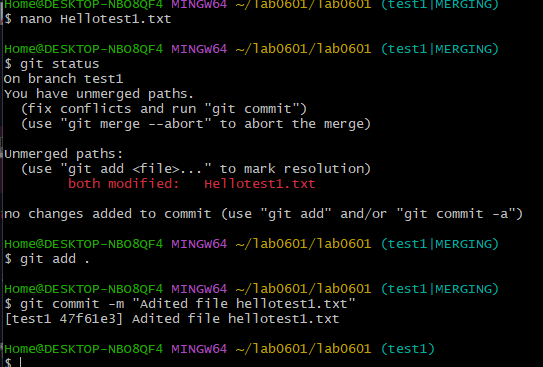 Home@DESKTOP-NBO8QF4 MINGW64 ~/lab0601/lab0601 (test1|MERGING)
$ nano Hellotest1.txt
Home@DESKTOP-NBO8QF4 MINGW64 ~/lab0601/lab0601 (test1|MERGING)
$ git status
On branch test1
You have unmerged paths.
  (fix conflicts and run "git commit")
  (use "git merge --abort" to abort the merge)
Unmerged paths:
  (use "git add <file>..." to mark resolution)
        both modified:   Hellotest1.txt
no changes added to commit (use "git add" and/or "git commit -a")
Home@DESKTOP-NBO8QF4 MINGW64 ~/lab0601/lab0601 (test1|MERGING)
$ git add .
Home@DESKTOP-NBO8QF4 MINGW64 ~/lab0601/lab0601 (test1|MERGING)
$ git commit -m "Adited file hellotest1.txt"
[test1 47f61e3] Adited file hellotest1.txt
Home@DESKTOP-NBO8QF4 MINGW64 ~/lab0601/lab0601 (test1)
$